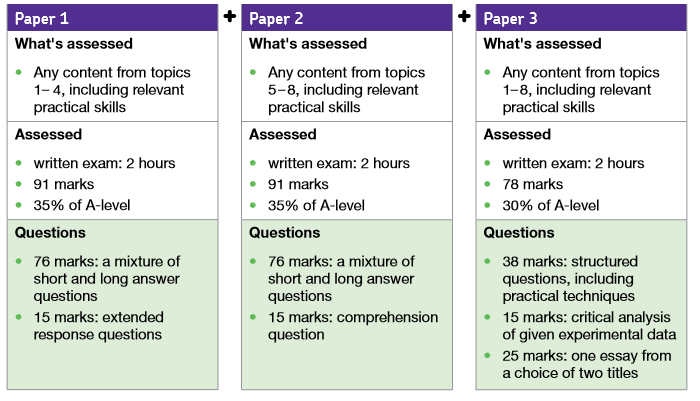 Paper 1
What's assessed
• Any content from topics
1– 4, including relevant
practical skills
Assessed
• written exam: 2 hours
• 91 marks
• 35% of A-level
Questions
• 76 marks: a mixture of
short and long answer
questions
• 15 marks: extended
response questions
+
Paper 2
What's assessed
• Any content from topics
5–8, including relevant
practical skills
Assessed
• written exam: 2 hours
• 91 marks
• 35% of A-level
Questions
• 76 marks: a mixture of
short and long answer
questions
• 15 marks: comprehension
question
+
Paper 3
What's assessed
• Any content from topics
1–8, including relevant
practical skills
Assessed
• written exam: 2 hours
• 78 marks
• 30% of A-level
Questions
• 38 marks: structured
questions, including
practical techniques
• 15 marks: critical analysis
of given experimental data
• 25 marks: one essay from
a choice of two titles